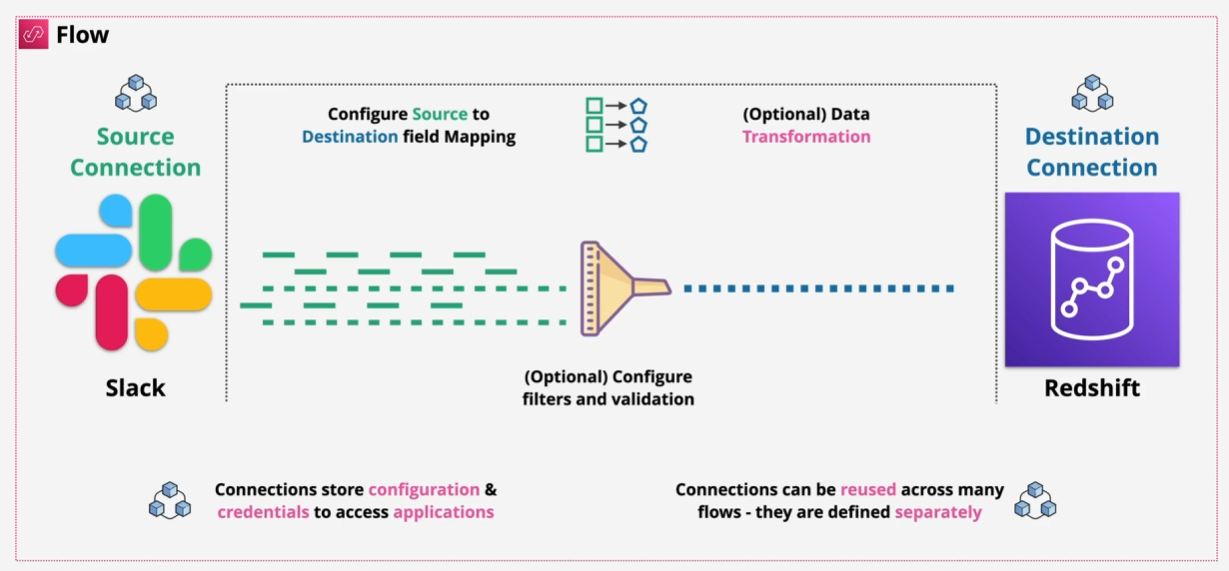 Flow
Source
Connection
Configure Source to
Destination field Mapping
(Optional) Data
Transformation
Destination
Connection
Slack
(Optional) Configure
filters and validation
Redshift
Connections store configuration &
credentials to access applications
Connections can be reused across many
flows - they are defined separately